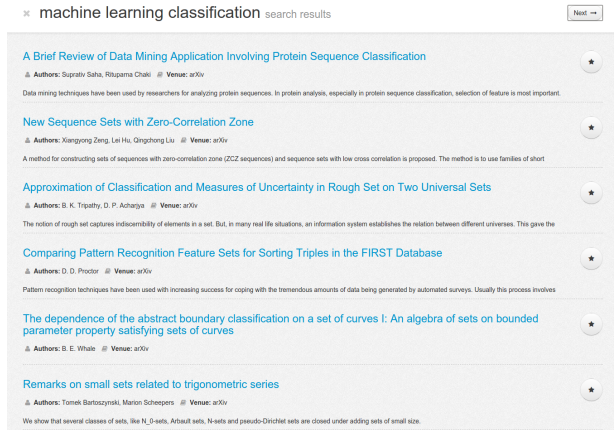 × machine learning classification search results
Next →
A Brief Review of Data Mining Application Involving Protein Sequence Classification
Authors: Suprativ Saha, Rituparna Chaki Venue: arXiv
Data mining techniques have been used by researchers for analyzing protein sequences. In protein analysis, especially in protein sequence classification, selection of feature is most important.
New Sequence Sets with Zero-Correlation Zone
Authors: Xiangyong Zeng, Lei Hu, Qingchong Liu Venue: arXiv
A method for constructing sets of sequences with zero-correlation zone (ZCZ sequences) and sequence sets with low cross correlation is proposed. The method is to use families of short
Approximation of Classification and Measures of Uncertainty in Rough Set on Two Universal Sets
Authors: B. K. Tripathy, D. P. Acharjya Venue: arXiv
The notion of rough set captures indiscernibility of elements in a set. But, in many real life situations, an information system establishes the relation between different universes. This gave the
Comparing Pattern Recognition Feature Sets for Sorting Triples in the FIRST Database
Authors: D. D. Proctor Venue: arXiv
Pattern recognition techniques have been used with increasing success for coping with the tremendous amounts of data being generated by automated surveys. Usually this process involves
The dependence of the abstract boundary classification on a set of curves I: An algebra of sets on bounded
parameter property satisfying sets of curves
Authors: B. E. Whale Venue: arXiv
Remarks on small sets related to trigonometric series
Authors: Tomek Bartoszynski, Marion Scheepers Venue: arXiv
We show that several classes of sets, like N_0-sets, Arbault sets, N-sets and pseudo-Dirichlet sets are closed under adding sets of small size.